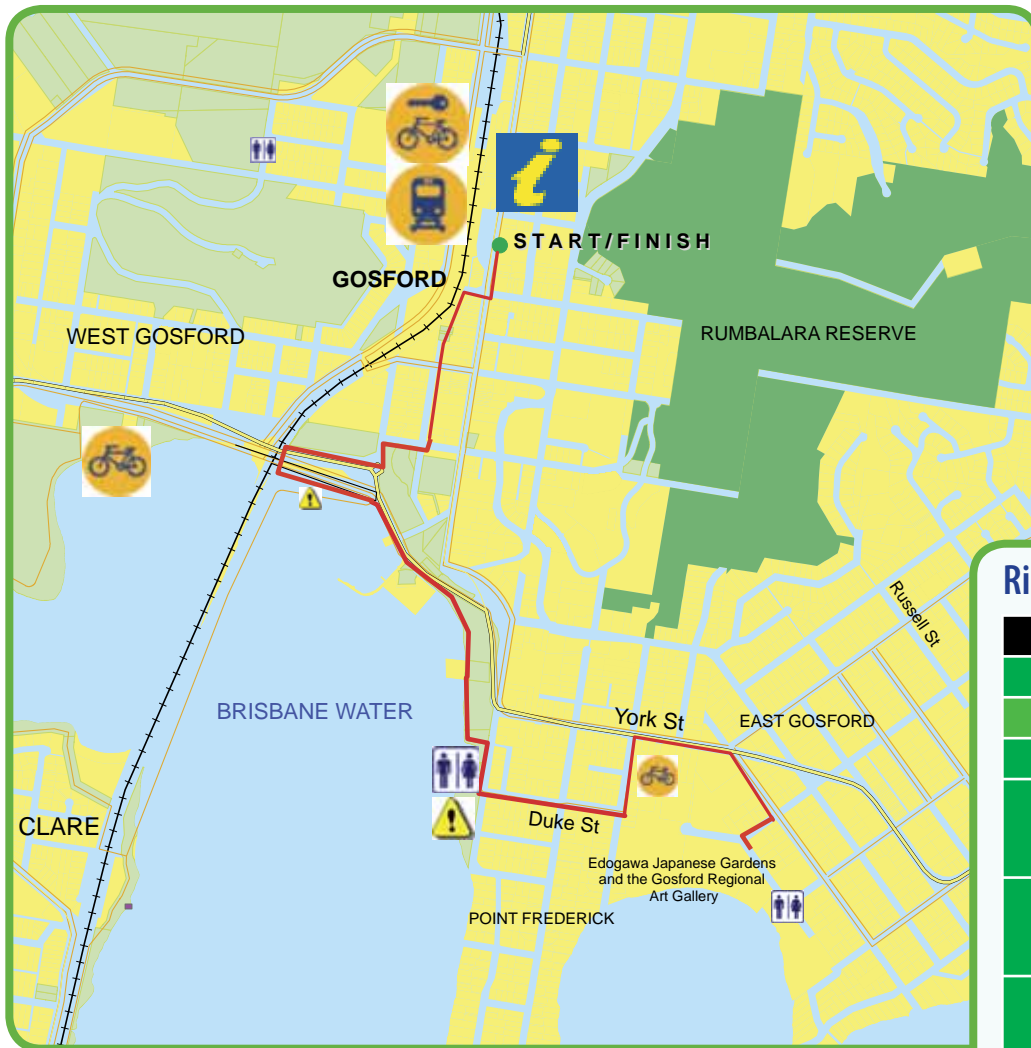 START/FINISH
GOSFORD
WEST GOSFORD
RUMBALARA RESERVE
Russell St
Ri
BRISBANE WATER
York St
EAST GOSFORD
CLARE
Duke St
Edogawa Japanese Gardens
and the Gosford Regional
Art Gallery
POINT FREDERICK